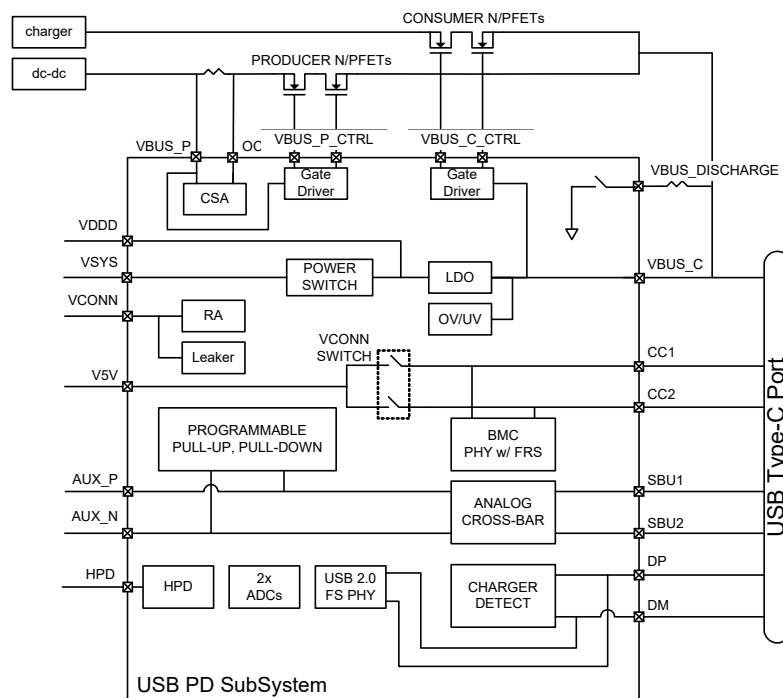 CONSUMER N/PFETs
charger
PRODUCER N/PFETs
dc-dc
VBUS_P
OC
VBUS_P_CTRL
VBUS_C_CTRL
Gate
Driver
Gate
Driver
VBUS_DISCHARGE
CSA
VDDD
VSYS
POWER
SWITCH
LDO
VBUS_C
VCONN
RA
OV/UV
Leaker
VCONN
SWITCH
CC1
V5V
CC2
PROGRAMMABLE
PULL-UP, PULL-DOWN
BMC
PHY w/ FRS
AUX_P
ANALOG
CROSS-BAR
SBU1
AUX_N
SBU2
HPD
HPD
2x
ADCs
USB 2.0
FS PHY
CHARGER
DETECT
DP
DM
USB Type-C Port
USB PD SubSystem